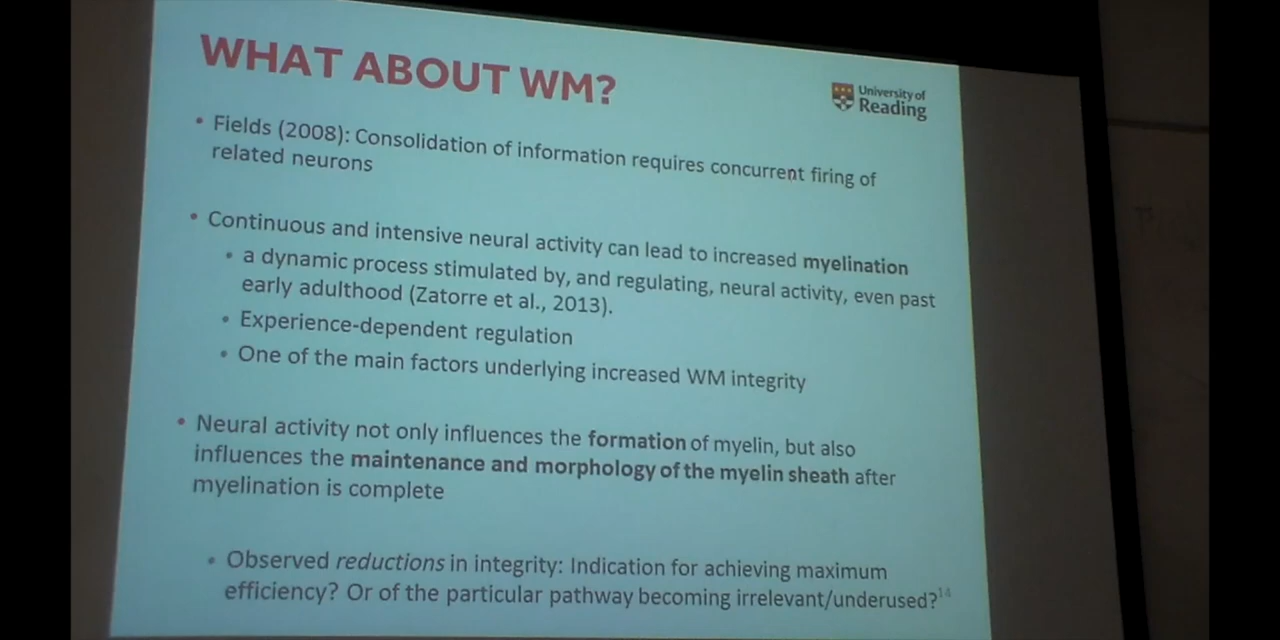 WHAT ABOUT WM?
University of
Reading
• Fields (2008): Consolidation of information requires concurrent firing of
related neurons
• Continuous and intensive neural activity can lead to increased myelination
• a dynamic process stimulated by, and regulating, neural activity, even past
early adulthood (Zatorre et al., 2013).
• Experience-dependent regulation
• One of the main factors underlying increased WM integrity
• Neural activity not only influences the formation of myelin, but also
influences the maintenance and morphology of the myelin sheath after
myelination is complete
• Observed reductions in integrity: Indication for achieving maximum
efficiency? Or of the particular pathway becoming irrelevant/underused?14